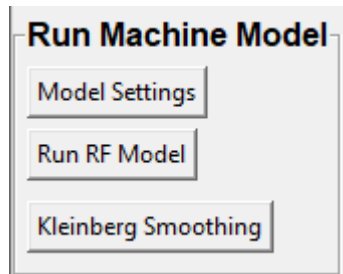 Run Machine Model
Model Settings
Run RF Model
Kleinberg Smoothing